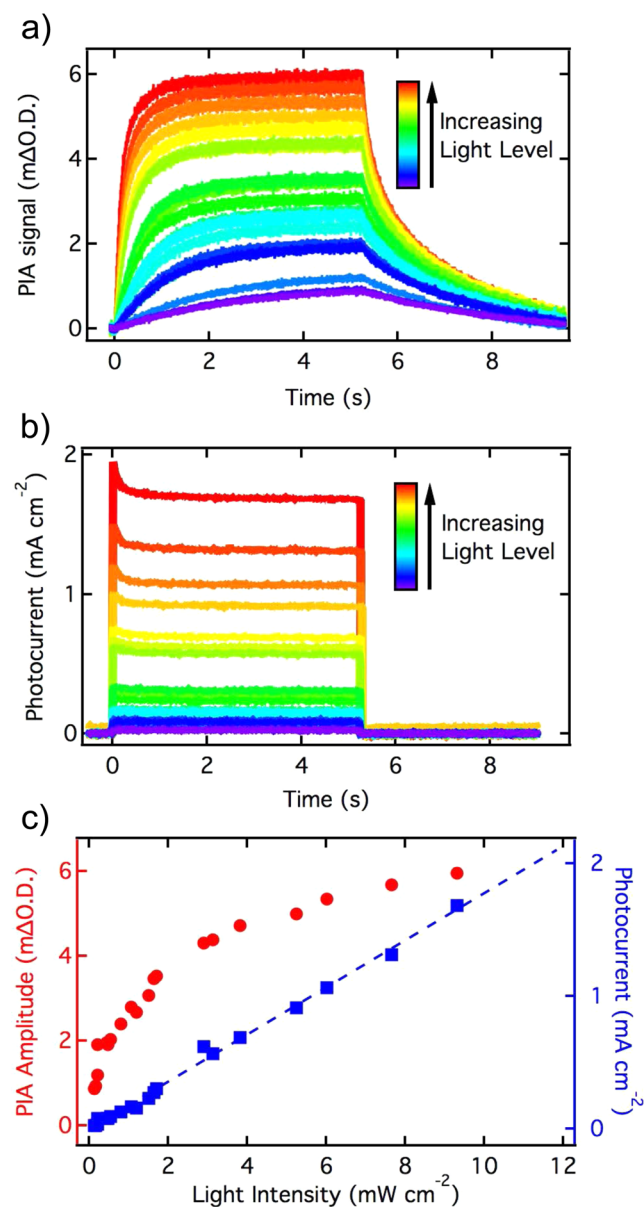 a)
PIA signal (mΔO.D.)
6
4
2
0
Increasing
Light Level
0 2 4 6 8
Time (s)
b)
Photocurrent (mA cm-2)
2
1
0
Increasing
Light Level
0 2 4 6 8
Time (s)
c)
PIA Amplitude (mΔO.D.)
6
4
2
0
Photocurrent (mA cm-2)
2
1
0
0 2 4 6 8 10 12
Light Intensity (mW cm-2)